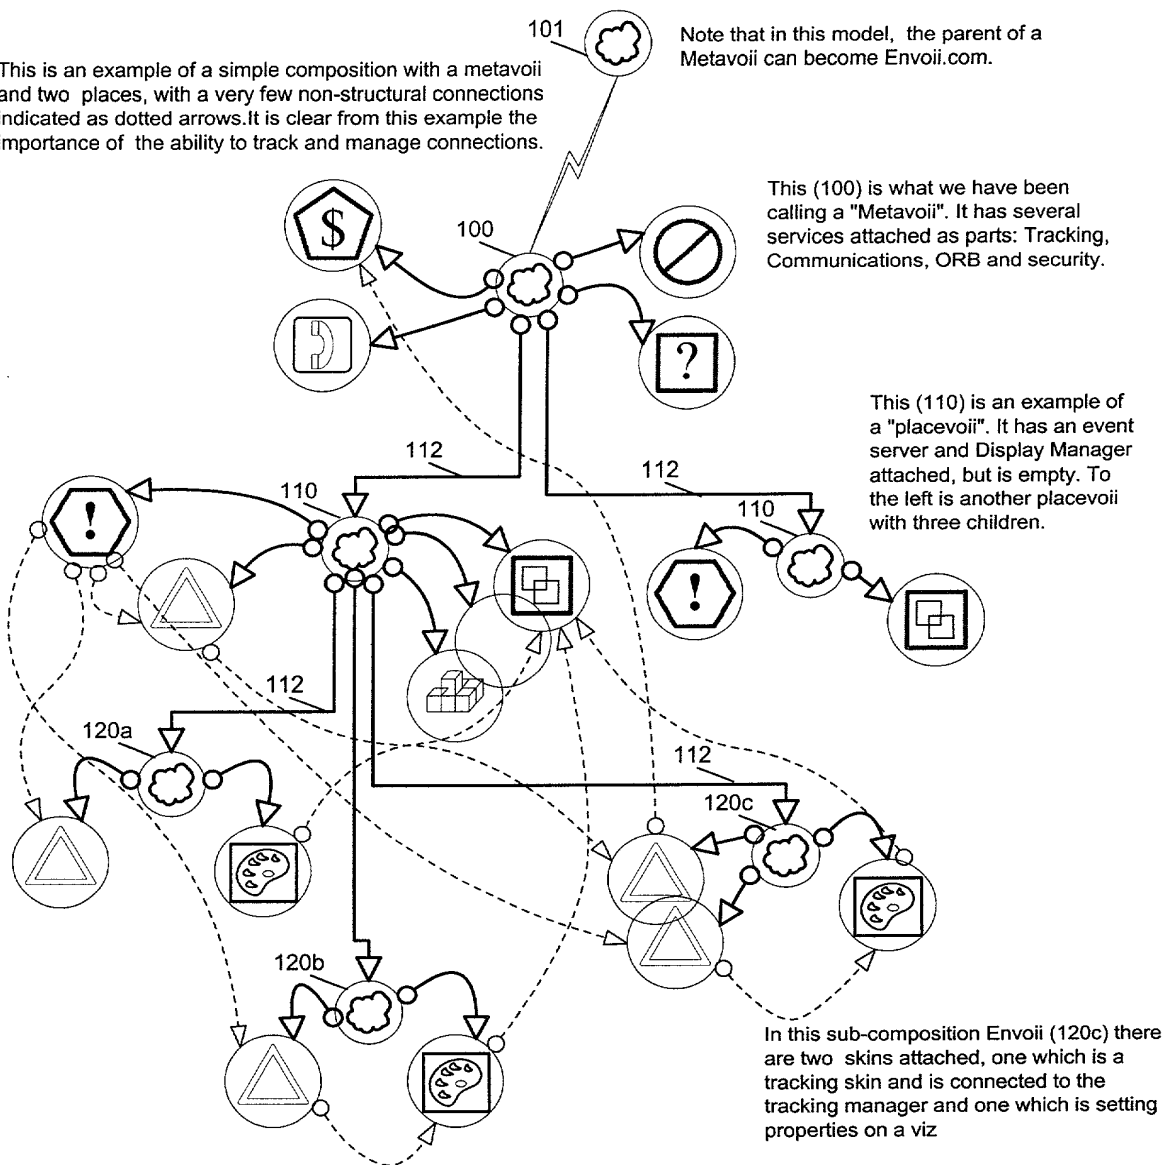 101
Note that in this model, the parent of a
Metavoii can become Envoii.com.
This is an example of a simple composition with a metavoii
and two places, with a very few non-structural connections
indicated as dotted arrows.It is clear from this example the
importance of the ability to track and manage connections.
This (100) is what we have been
calling a "Metavoii". It has several
services attached as parts: Tracking,
Communications, ORB and security.
$
100
?
This (110) is an example of
a "placevoii". It has an event
server and Display Manager
attached, but is empty. To
the left is another placevoii
with three children.
112
112
110
110
!
!
112
120a
112
120c
120b
In this sub-composition Envoii (120c) there
are two skins attached, one which is a
tracking skin and is connected to the
tracking manager and one which is setting
properties on a viz